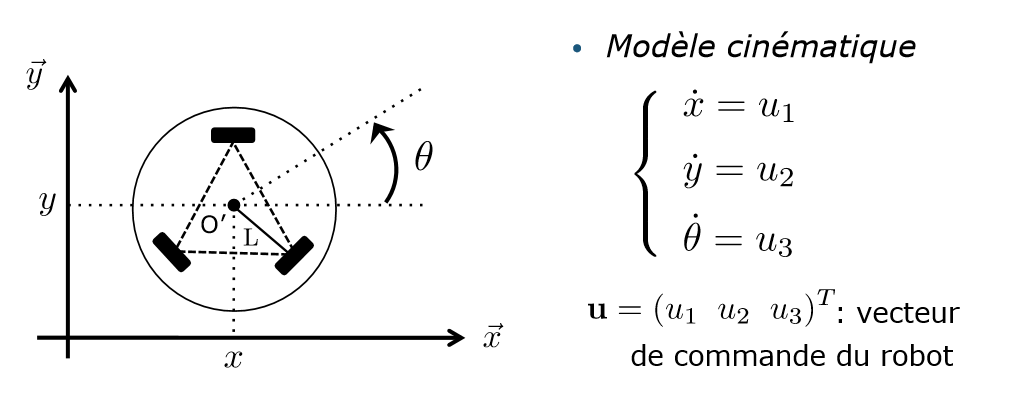 y⃗
θ
y
O′
L
x⃗
x
• Modèle cinématique
ẋ = u₁
ẏ = u₂
θ̇ = u₃
u = (u₁ u₂ u₃)ᵀ : vecteur
de commande du robot